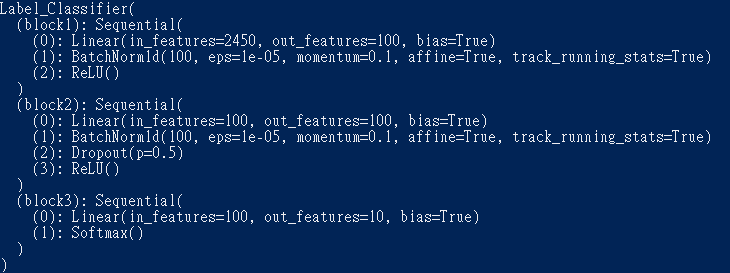 Label_Classifier(
  (block1): Sequential(
    (0): Linear(in_features=2450, out_features=100, bias=True)
    (1): BatchNorm1d(100, eps=1e-05, momentum=0.1, affine=True, track_running_stats=True)
    (2): ReLU()
  )
  (block2): Sequential(
    (0): Linear(in_features=100, out_features=100, bias=True)
    (1): BatchNorm1d(100, eps=1e-05, momentum=0.1, affine=True, track_running_stats=True)
    (2): Dropout(p=0.5)
    (3): ReLU()
  )
  (block3): Sequential(
    (0): Linear(in_features=100, out_features=10, bias=True)
    (1): Softmax()
  )
)